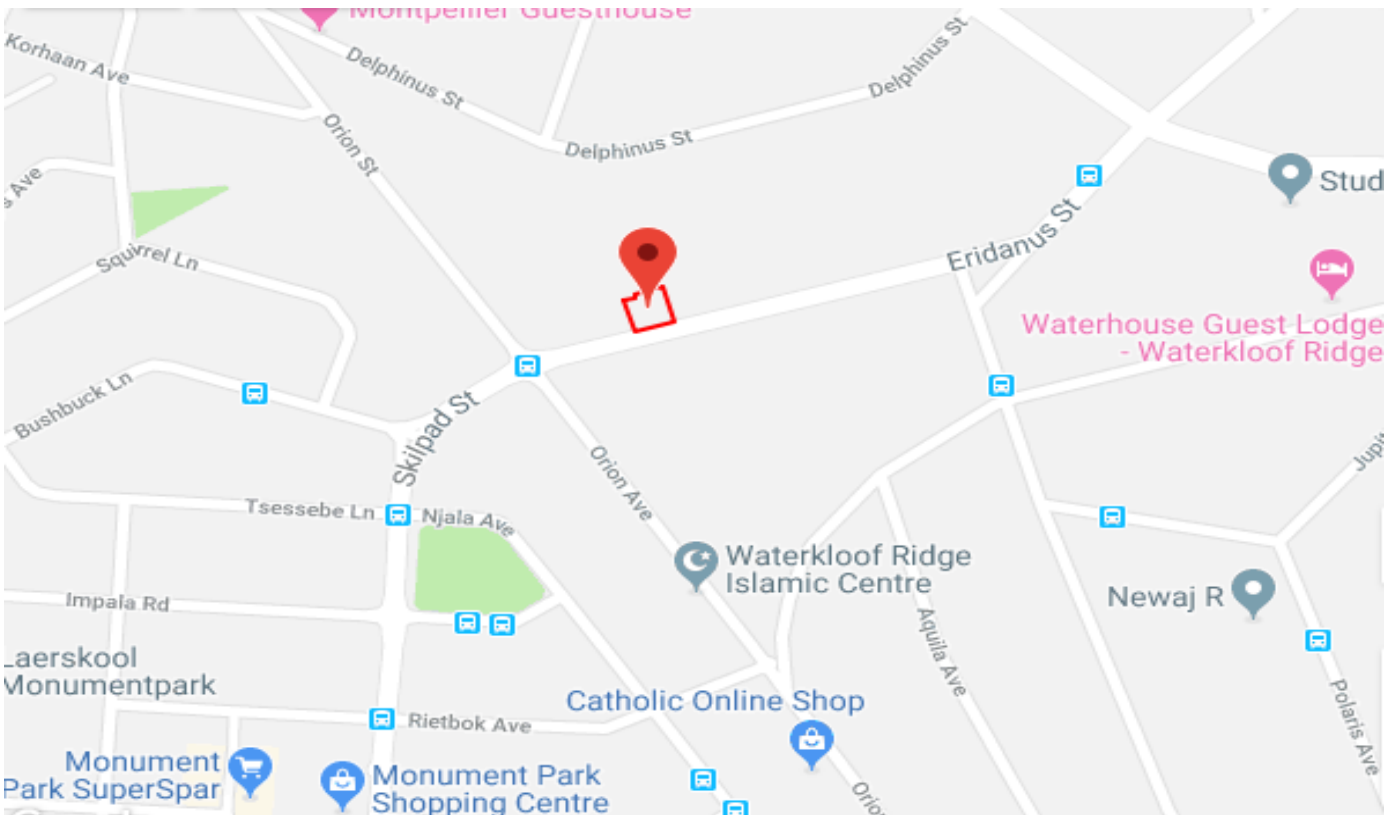 Montpellier Guesthouse
Korhaan Ave
Delphinus St
Delphinus St
Orion St
Delphinus St
Stud
s Ave
Eridanus St
Squirrel Ln
Waterhouse Guest Lodge
- Waterkloof Ridge
Bushbuck Ln
Skilpad St
Jupit
Orion Ave
Tsessebe Ln
Njala Ave
Waterkloof Ridge
Islamic Centre
Newaj R
Impala Rd
Aquila Ave
Laerskool
Monumentpark
Polaris Ave
Catholic Online Shop
Rietbok Ave
Monument
Park SuperSpar
Monument Park
Shopping Centre
Orio